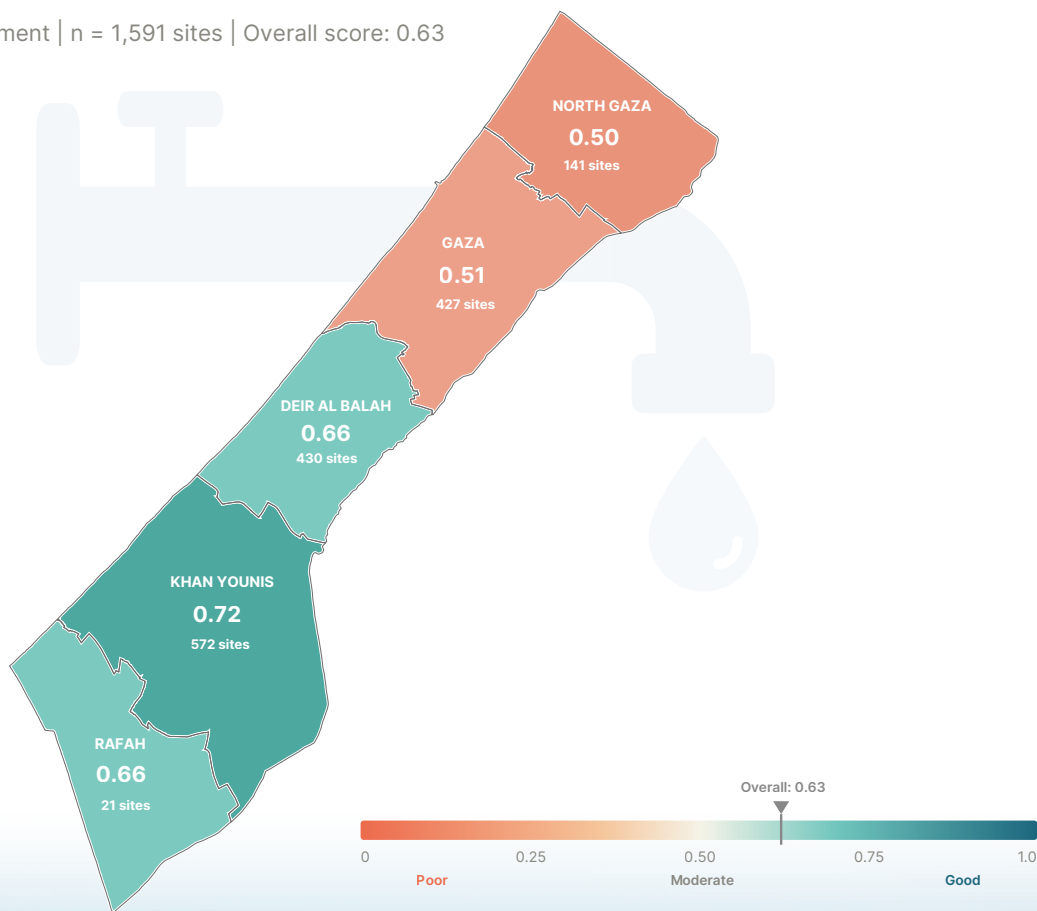 ment | n = 1,591 sites | Overall score: 0.63
NORTH GAZA
0.50
141 sites
GAZA
0.51
427 sites
DEIR AL BALAH
0.66
430 sites
KHAN YOUNIS
0.72
572 sites
RAFAH
0.66
21 sites
Overall: 0.63
0 0.25 0.50 0.75 1.0
Poor Moderate Good